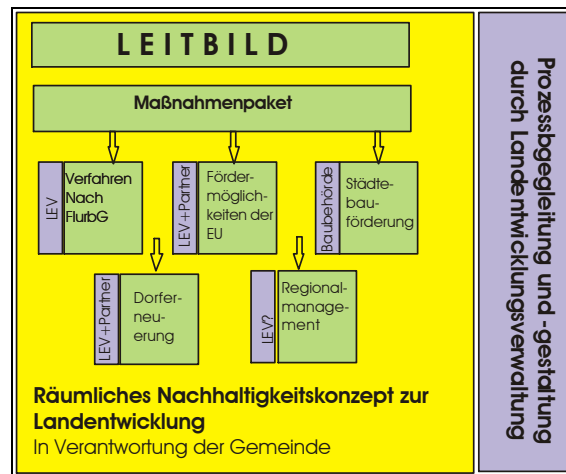 LEITBILD
Maßnahmenpaket
LEV
Verfahren
Nach
FlurbG
LEV+Partner
Förder-
möglich-
keiten der
EU
Baubehörde
Städte-
bau-
förderung
LEV+Partner
Dorfer-
neu-
erung
LEV?
Regional-
manage-
ment
Räumliches Nachhaltigkeitskonzept zur
Landentwicklung
In Verantwortung der Gemeinde
Prozessbgegleitung und -gestaltung
durch Landentwicklungsverwaltung